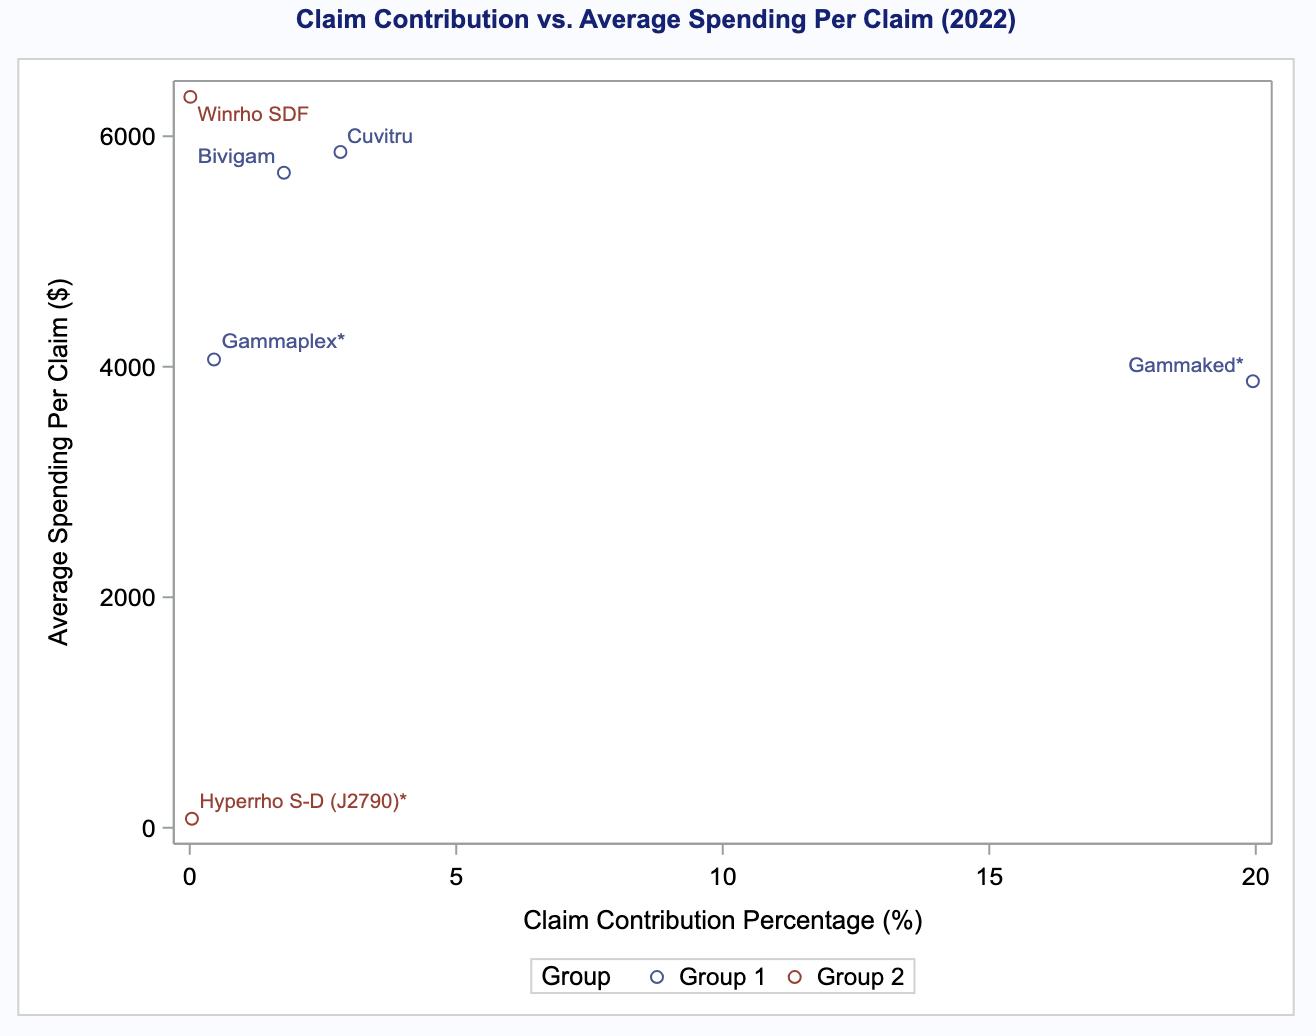 Claim Contribution vs. Average Spending Per Claim (2022)
Winrho SDF
6000
Cuvitru
Bivigam
Gammaplex*
4000
Gammaked*
Average Spending Per Claim ($)
2000
Hyperrho S-D (J2790)*
0
0 5 10 15 20
Claim Contribution Percentage (%)
Group Group 1 Group 2